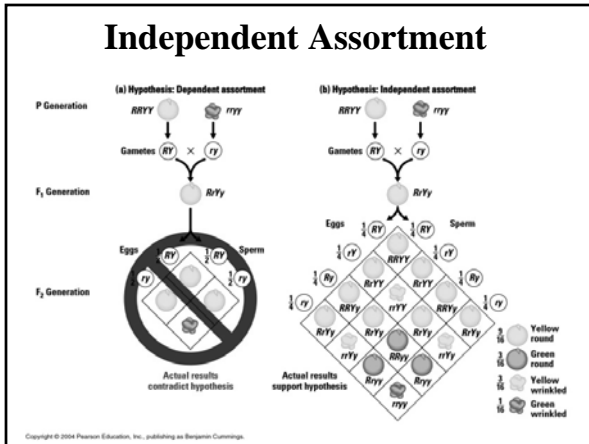 Independent Assortment
(a) Hypothesis: Dependent assortment
(b) Hypothesis: Independent assortment
P Generation
RRYY
rryy
Gametes
RY
×
ry
F1 Generation
RrYy
Eggs
Sperm
1/2 RY
1/2 RY
1/2 ry
1/2 ry
F2 Generation
Actual results
contradict hypothesis
RRYY
rryy
Gametes
RY
×
ry
RrYy
Eggs
Sperm
1/4 RY
1/4 RY
1/4 rY
1/4 rY
1/4 Ry
1/4 Ry
1/4 ry
1/4 ry
RRYY
RrYY
RrYY
RRYy
rrYY
RRYy
RrYy
RrYy
RrYy
RrYy
rrYy
RRyy
rrYy
Rryy
Rryy
rryy
Actual results
support hypothesis
9/16 Yellow
round
3/16 Green
round
3/16 Yellow
wrinkled
1/16 Green
wrinkled
Copyright © 2004 Pearson Education, Inc., publishing as Benjamin Cummings.